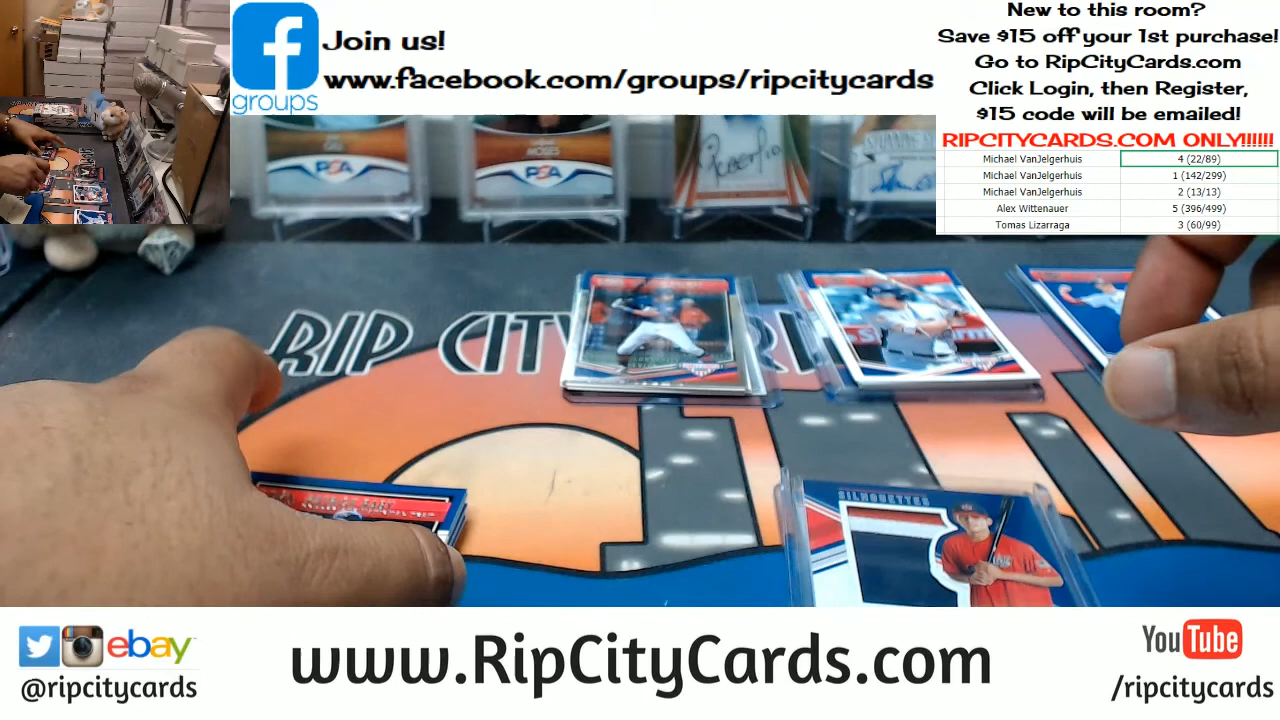 Join us!
www.facebook.com/groups/ripcitycards
groups
New to this room?
Save $15 off your 1st purchase!
Go to RipCityCards.com
Click Login, then Register,
$15 code will be emailed!
RIPCITYCARDS.COM ONLY!!!!!!
Michael VanJelgerhuis 4 (22/89)
Michael VanJelgerhuis 1 (142/299)
Michael VanJelgerhuis 2 (13/13)
Alex Wittenauer 5 (396/499)
Tomas Lizarraga 3 (60/99)
PSA
PSA
RIP CITY
SILHOUETTES
ebay
@ripcitycards
www.RipCityCards.com
YouTube
/ripcitycards